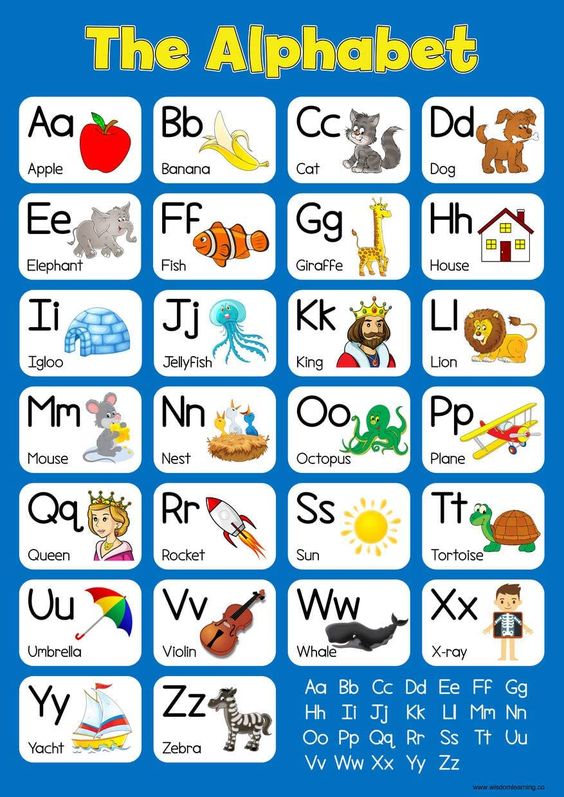 The Alphabet
Aa
Apple
Bb
Banana
Cc
Cat
Dd
Dog
Ee
Elephant
Ff
Fish
Gg
Giraffe
Hh
House
Ii
Igloo
Jj
Jellyfish
Kk
King
Ll
Lion
Mm
Mouse
Nn
Nest
Oo
Octopus
Pp
Plane
Qq
Queen
Rr
Rocket
Ss
Sun
Tt
Tortoise
Uu
Umbrella
Vv
Violin
Ww
Whale
Xx
X-ray
Yy
Yacht
Zz
Zebra
Aa Bb Cc Dd Ee Ff Gg
Hh Ii Jj Kk Ll Mm Nn
Oo Pp Qq Rr Ss Tt Uu
Vv Ww Xx Yy Zz
www.wisdomlearning.co